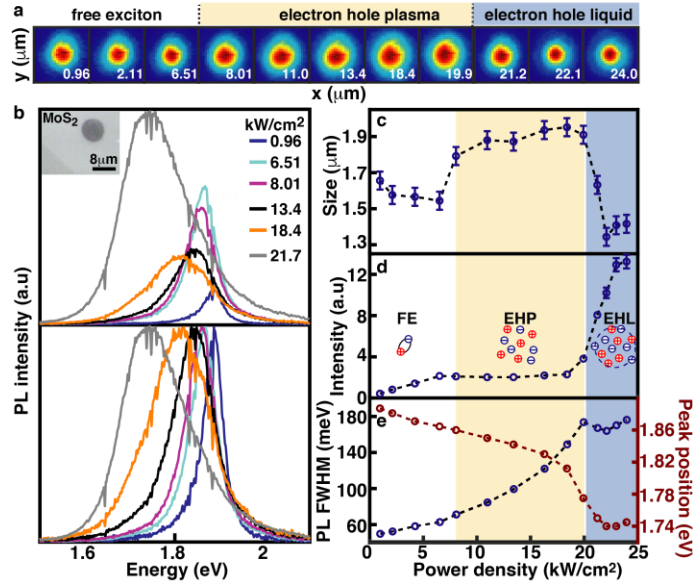 a
free exciton
electron hole plasma
electron hole liquid
y (μm)
0.96
2.11
6.51
8.01
11.0
13.4
18.4
19.9
21.2
22.1
24.0
x (μm)
b
MoS2
8μm
kW/cm²
0.96
6.51
8.01
13.4
18.4
21.7
PL intensity (a.u)
1.6
1.8
2
Energy (eV)
c
Size (μm)
1.9
1.7
1.5
1.3
d
Intensity (a.u)
12
8
4
0
FE
EHP
EHL
e
PL FWHM (meV)
180
140
100
60
Peak position (eV)
1.86
1.82
1.78
1.74
0
5
10
15
20
25
Power density (kW/cm²)